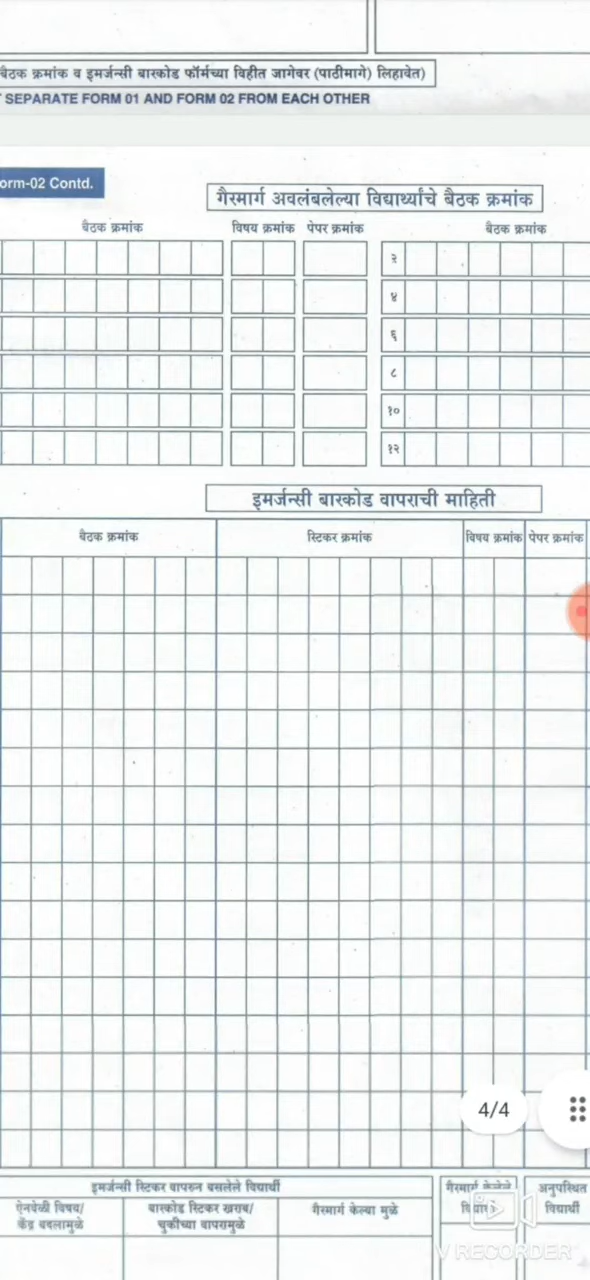 बैठक क्रमांक व इमर्जन्सी बारकोड फॉर्मच्या विहीत जागेवर (पाठीमागे) लिहावेत)
SEPARATE FORM 01 AND FORM 02 FROM EACH OTHER
orm-02 Contd.
गैरमार्ग अवलंबलेल्या विद्यार्थ्यांचे बैठक क्रमांक
बैठक क्रमांक विषय क्रमांक पेपर क्रमांक बैठक क्रमांक
२
४
६
८
१०
१२
इमर्जन्सी बारकोड वापराची माहिती
बैठक क्रमांक स्टिकर क्रमांक विषय क्रमांक पेपर क्रमांक
4/4
इमर्जन्सी स्टिकर वापरुन बसलेले विद्यार्थी गैरमार्ग केलेले अनुपस्थित
ऐनवेळी विषय/ बारकोड स्टिकर खराब/ गैरमार्ग केल्या मुळे विद्यार्थी
केंद्र बदलामुळे चुकीच्या वापरामुळे
V RECORDER